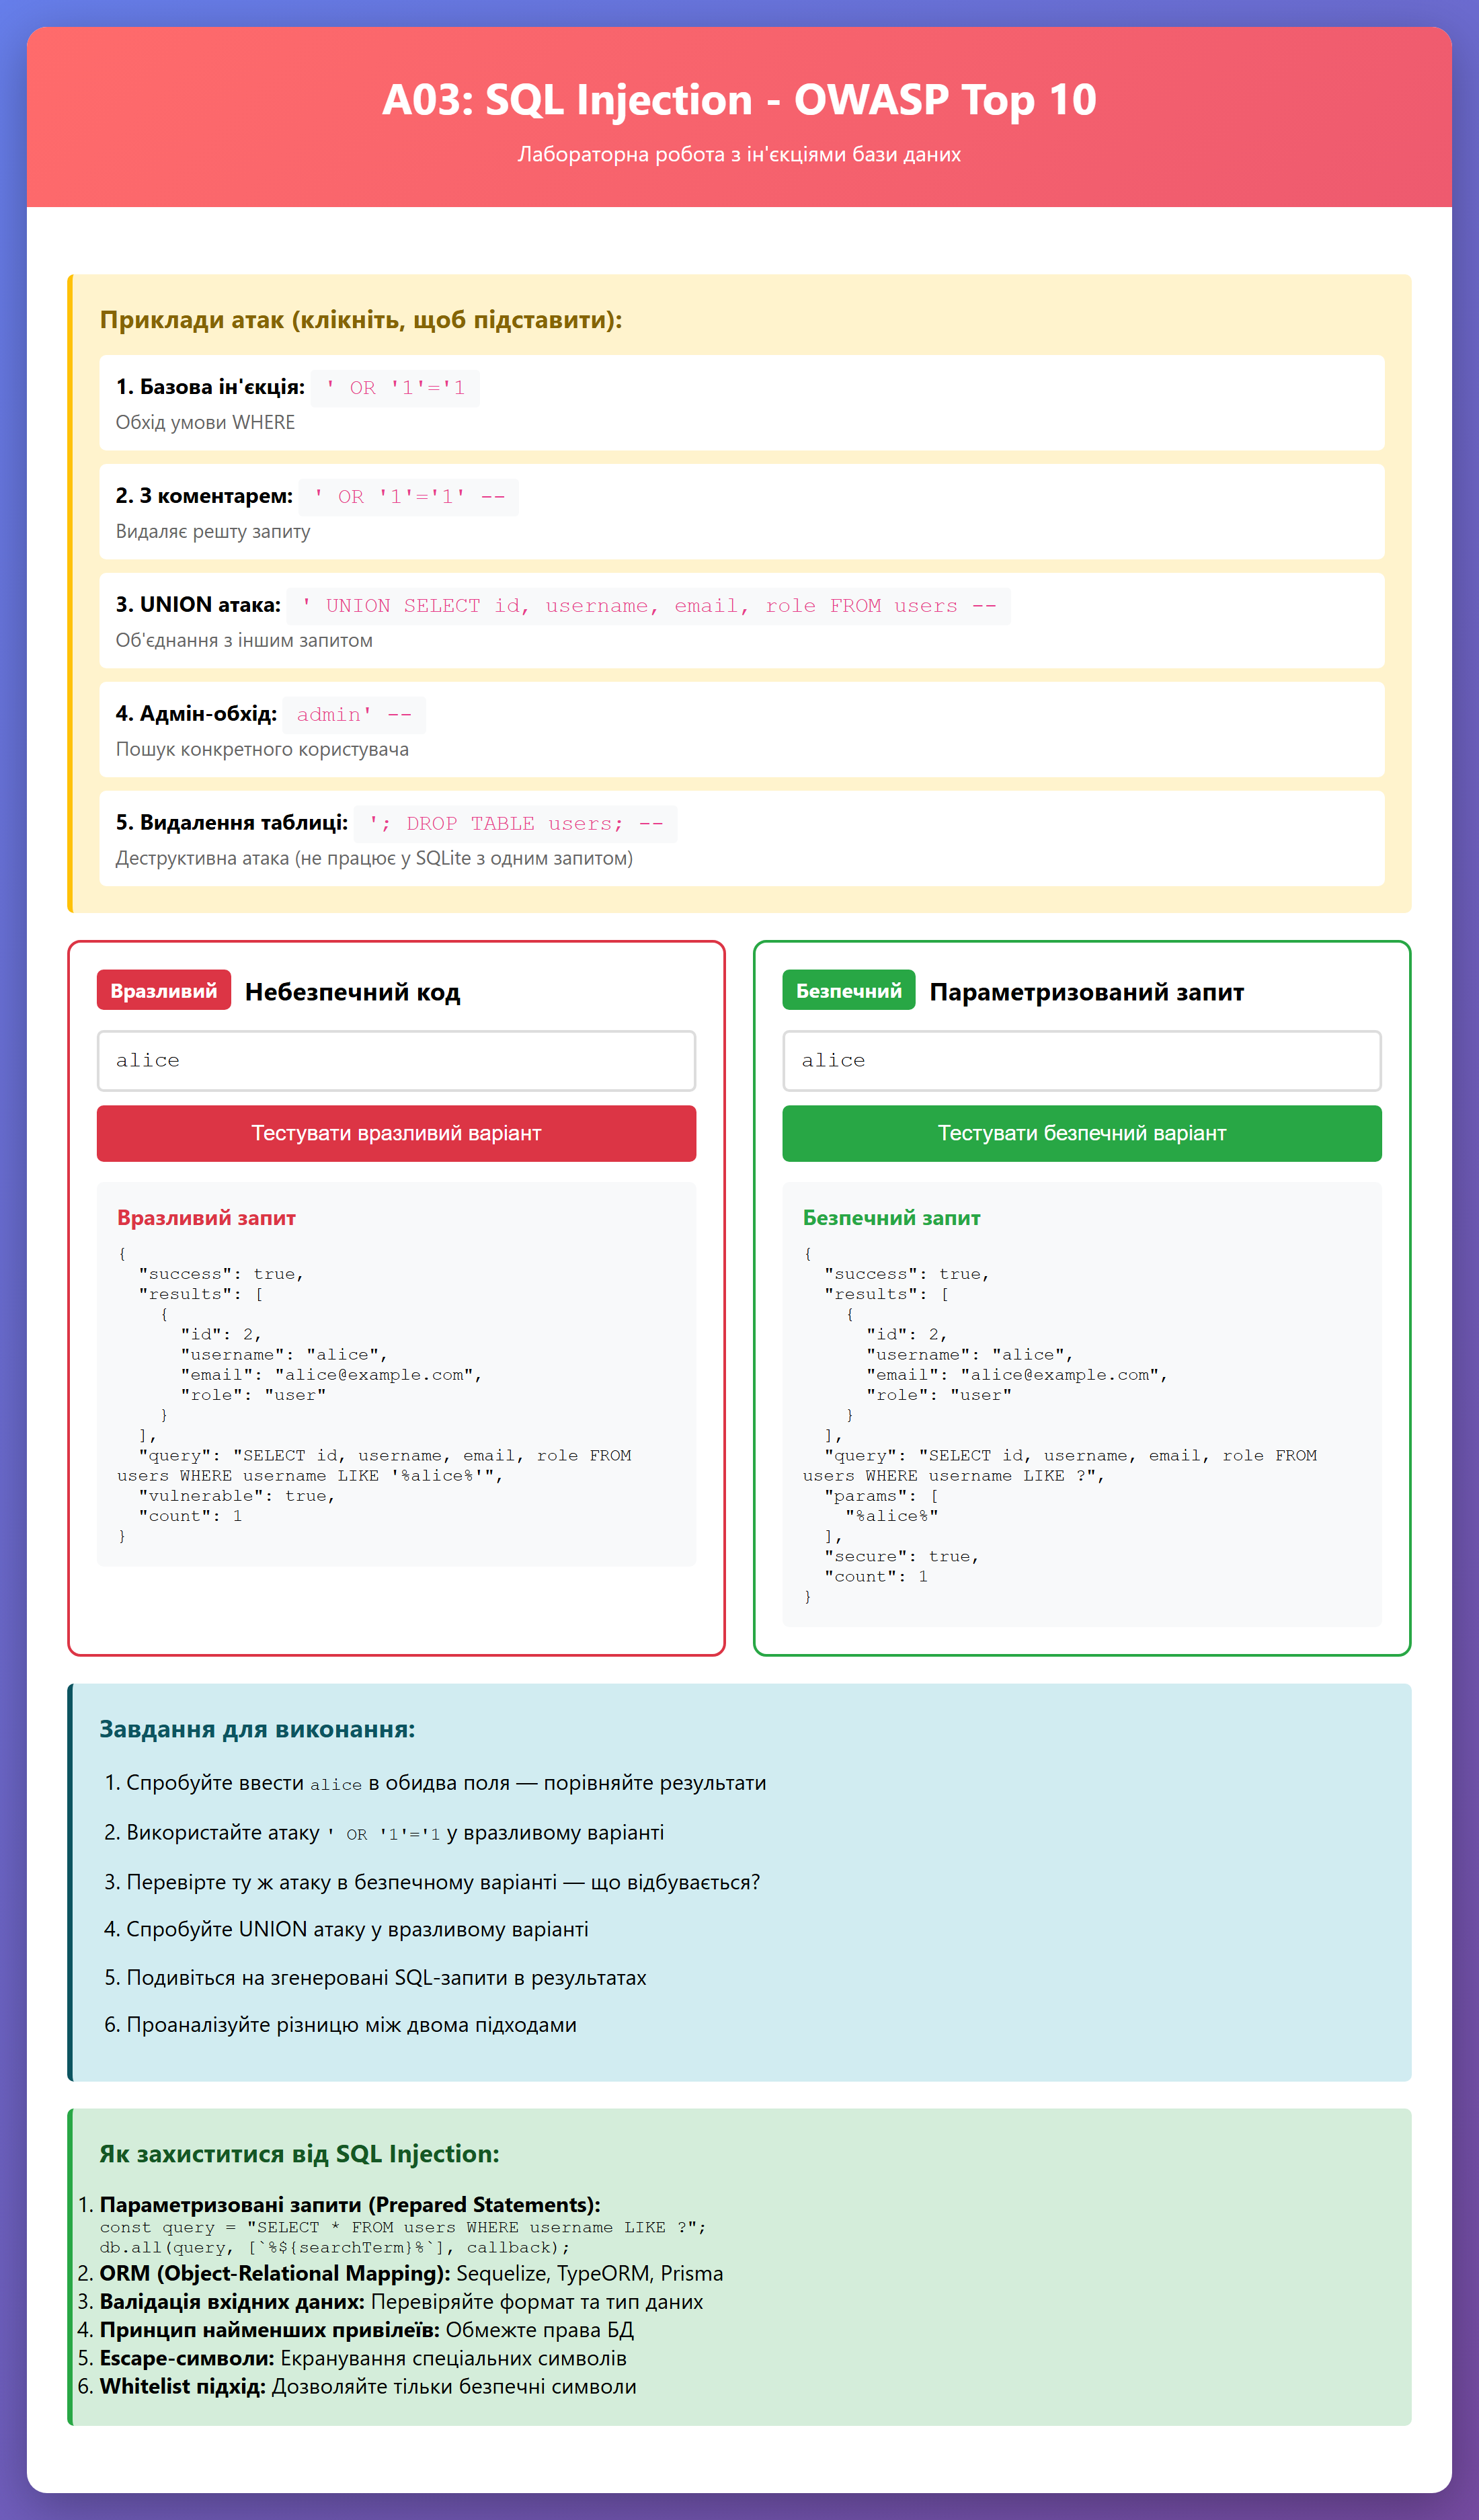 A03: SQL Injection - OWASP Top 10
Лабораторна робота з ін'єкціями бази даних
Приклади атак (клікніть, щоб підставити):
1. Базова ін'єкція: ' OR '1'='1
Обхід умови WHERE
2. З коментарем: ' OR '1'='1' --
Видаляє решту запиту
3. UNION атака: ' UNION SELECT id, username, email, role FROM users --
Об'єднання з іншим запитом
4. Адмін-обхід: admin' --
Пошук конкретного користувача
5. Видалення таблиці: '; DROP TABLE users; --
Деструктивна атака (не працює у SQLite з одним запитом)
Вразливий Небезпечний код
alice
Тестувати вразливий варіант
Вразливий запит
{
  "success": true,
  "results": [
    {
      "id": 2,
      "username": "alice",
      "email": "alice@example.com",
      "role": "user"
    }
  ],
  "query": "SELECT id, username, email, role FROM
users WHERE username LIKE '%alice%'",
  "vulnerable": true,
  "count": 1
}
Безпечний Параметризований запит
alice
Тестувати безпечний варіант
Безпечний запит
{
  "success": true,
  "results": [
    {
      "id": 2,
      "username": "alice",
      "email": "alice@example.com",
      "role": "user"
    }
  ],
  "query": "SELECT id, username, email, role FROM
users WHERE username LIKE ?",
  "params": [
    "%alice%"
  ],
  "secure": true,
  "count": 1
}
Завдання для виконання:
1. Спробуйте ввести alice в обидва поля — порівняйте результати
2. Використайте атаку ' OR '1'='1 у вразливому варіанті
3. Перевірте ту ж атаку в безпечному варіанті — що відбувається?
4. Спробуйте UNION атаку у вразливому варіанті
5. Подивіться на згенеровані SQL-запити в результатах
6. Проаналізуйте різницю між двома підходами
Як захиститися від SQL Injection:
1. Параметризовані запити (Prepared Statements):
const query = "SELECT * FROM users WHERE username LIKE ?";
db.all(query, [`%${searchTerm}%`], callback);
2. ORM (Object-Relational Mapping): Sequelize, TypeORM, Prisma
3. Валідація вхідних даних: Перевіряйте формат та тип даних
4. Принцип найменших привілеїв: Обмежте права БД
5. Escape-символи: Екранування спеціальних символів
6. Whitelist підхід: Дозволяйте тільки безпечні символи